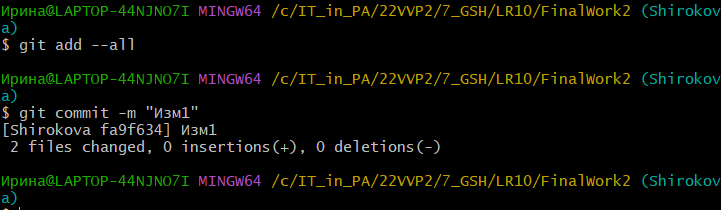 Ирина@LAPTOP-44NJNO7I MINGW64 /c/IT_in_PA/22VVP2/7_GSH/LR10/FinalWork2 (Shirokov
a)
$ git add --all
Ирина@LAPTOP-44NJNO7I MINGW64 /c/IT_in_PA/22VVP2/7_GSH/LR10/FinalWork2 (Shirokov
a)
$ git commit -m "Изм1"
[Shirokova fa9f634] Изм1
 2 files changed, 0 insertions(+), 0 deletions(-)
Ирина@LAPTOP-44NJNO7I MINGW64 /c/IT_in_PA/22VVP2/7_GSH/LR10/FinalWork2 (Shirokov
a)
$